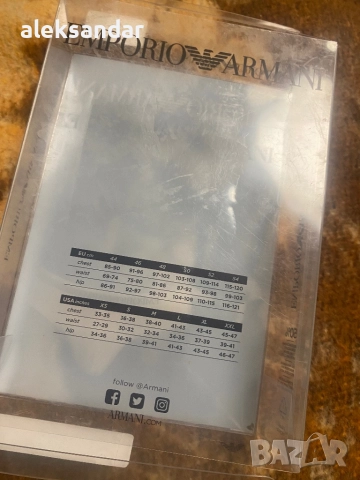 aleksandar
EMPORIO ARMANI
EU cm 44 46 48 50 52 54
chest 85-90 91-96 97-102 103-108 109-114 115-120
waist 69-74 75-80 81-86 87-92 93-98 99-103
hip 86-91 92-97 98-103 104-109 110-115 116-121
USA inches XS S M L XL XXL
chest 33-35 36-38 38-40 41-43 43-45 45-47
waist 27-29 30-32 32-34 34-36 37-39 39-41
hip 34-36 36-38 39-41 41-43 43-45 46-47
follow @Armani
ARMANI.COM
BAZAR